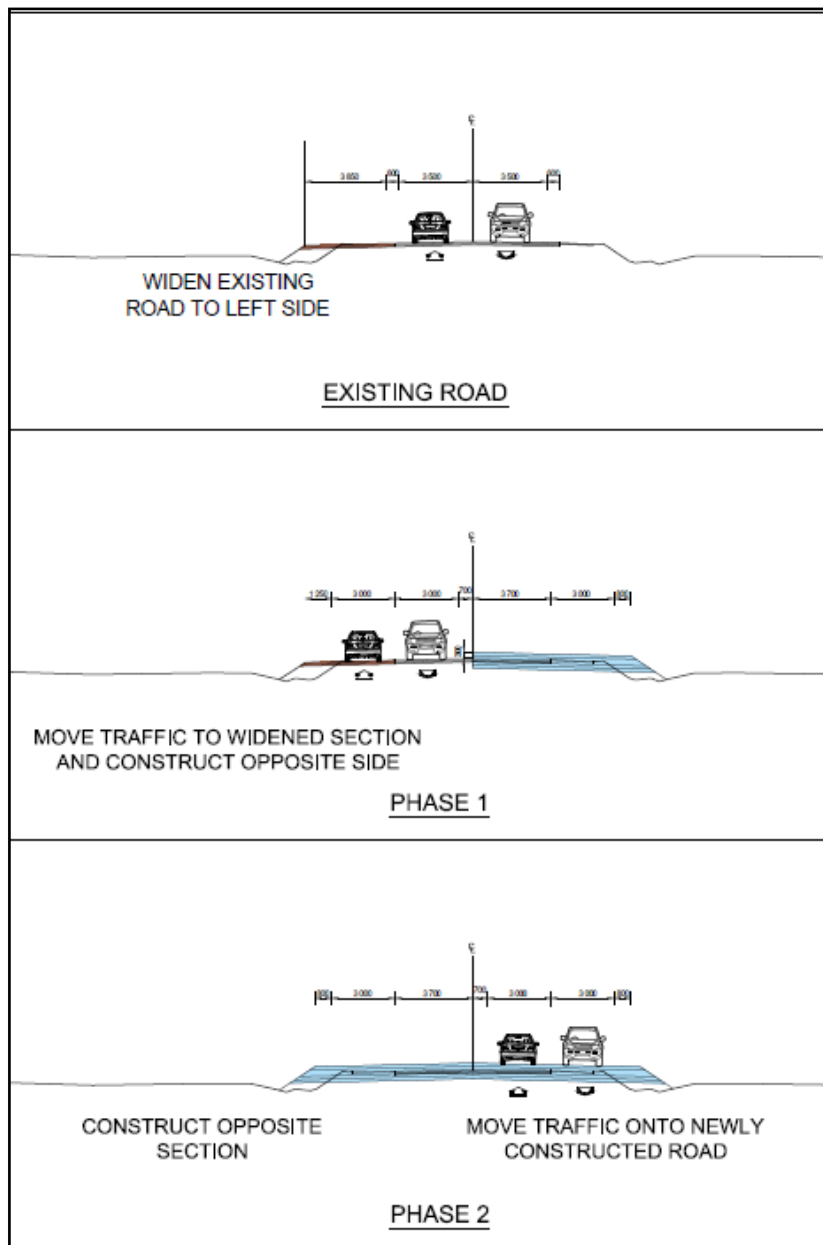 ℄
3 850 600 3 500 3 500 600
WIDEN EXISTING
ROAD TO LEFT SIDE
EXISTING ROAD
℄
1 250 3 000 3 000 700 3 700 3 000
MOVE TRAFFIC TO WIDENED SECTION
AND CONSTRUCT OPPOSITE SIDE
PHASE 1
℄
3 000 3 700 700 3 000 3 000
CONSTRUCT OPPOSITE
SECTION
MOVE TRAFFIC ONTO NEWLY
CONSTRUCTED ROAD
PHASE 2